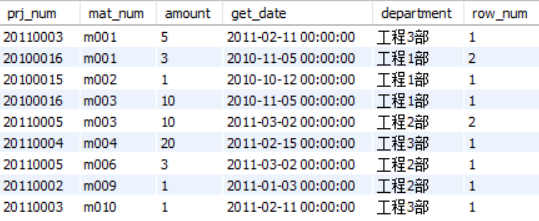 prj_num mat_num amount get_date department row_num
20110003 m001 5 2011-02-11 00:00:00 工程3部 1
20100016 m001 3 2010-11-05 00:00:00 工程1部 2
20100015 m002 1 2010-10-12 00:00:00 工程1部 1
20100016 m003 10 2010-11-05 00:00:00 工程1部 1
20110005 m003 10 2011-03-02 00:00:00 工程2部 2
20110004 m004 20 2011-02-15 00:00:00 工程3部 1
20110005 m006 3 2011-03-02 00:00:00 工程2部 1
20110002 m009 1 2011-01-03 00:00:00 工程2部 1
20110003 m010 1 2011-02-11 00:00:00 工程3部 1